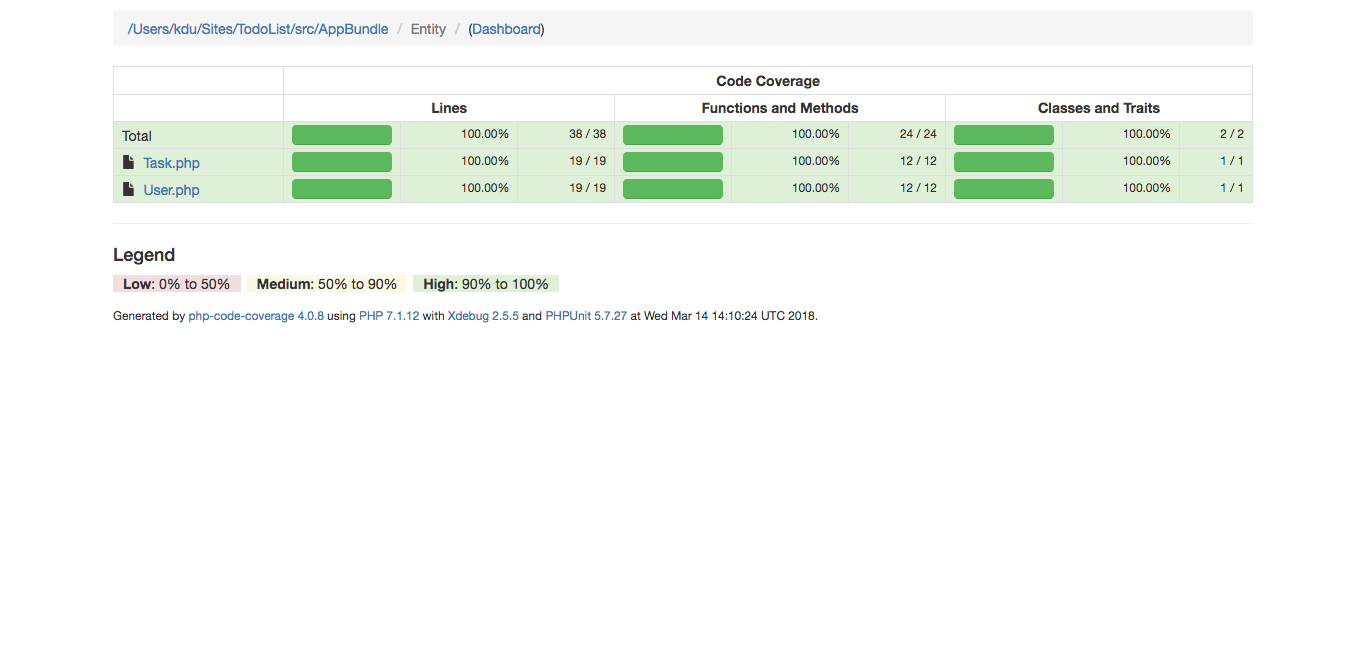 /Users/kdu/Sites/TodoList/src/AppBundle / Entity / (Dashboard)
Code Coverage
Lines Functions and Methods Classes and Traits
Total 100.00% 38 / 38 100.00% 24 / 24 100.00% 2 / 2
Task.php 100.00% 19 / 19 100.00% 12 / 12 100.00% 1 / 1
User.php 100.00% 19 / 19 100.00% 12 / 12 100.00% 1 / 1
Legend
Low: 0% to 50% Medium: 50% to 90% High: 90% to 100%
Generated by php-code-coverage 4.0.8 using PHP 7.1.12 with Xdebug 2.5.5 and PHPUnit 5.7.27 at Wed Mar 14 14:10:24 UTC 2018.